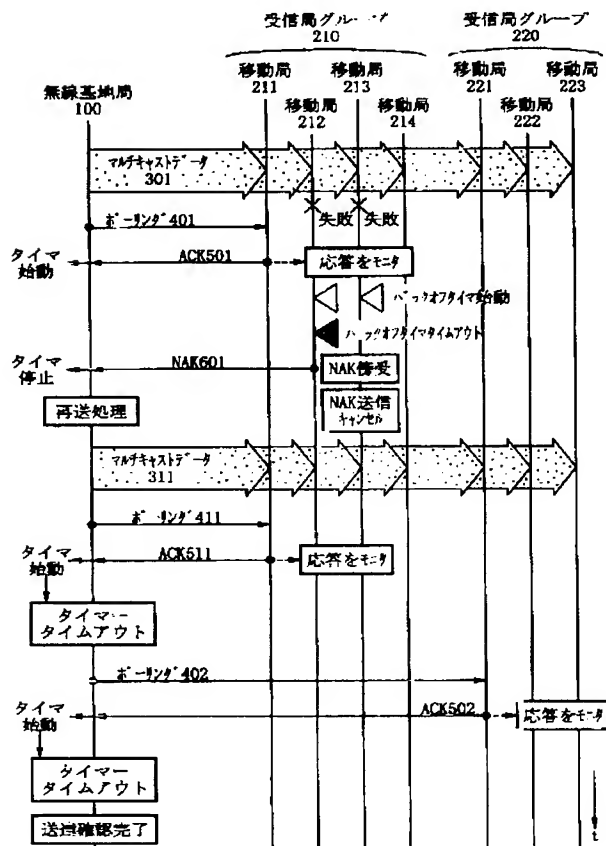 受信局グループ
210
受信局グループ
220
無線基地局
100
移動局
211
移動局
212
移動局
213
移動局
214
移動局
221
移動局
222
移動局
223
マルチキャストデータ
301
失敗
失敗
ポーリング401
タイマ
始動
ACK501
応答をモニタ
バックオフタイマ始動
バックオフタイマタイムアウト
タイマ
停止
NAK601
NAK傍受
再送処理
NAK送信
キャンセル
マルチキャストデータ
311
ポーリング411
タイマ
始動
ACK511
応答をモニタ
タイマー
タイムアウト
ポーリング402
タイマ
始動
ACK502
応答をモニタ
タイマー
タイムアウト
送達確認完了
t